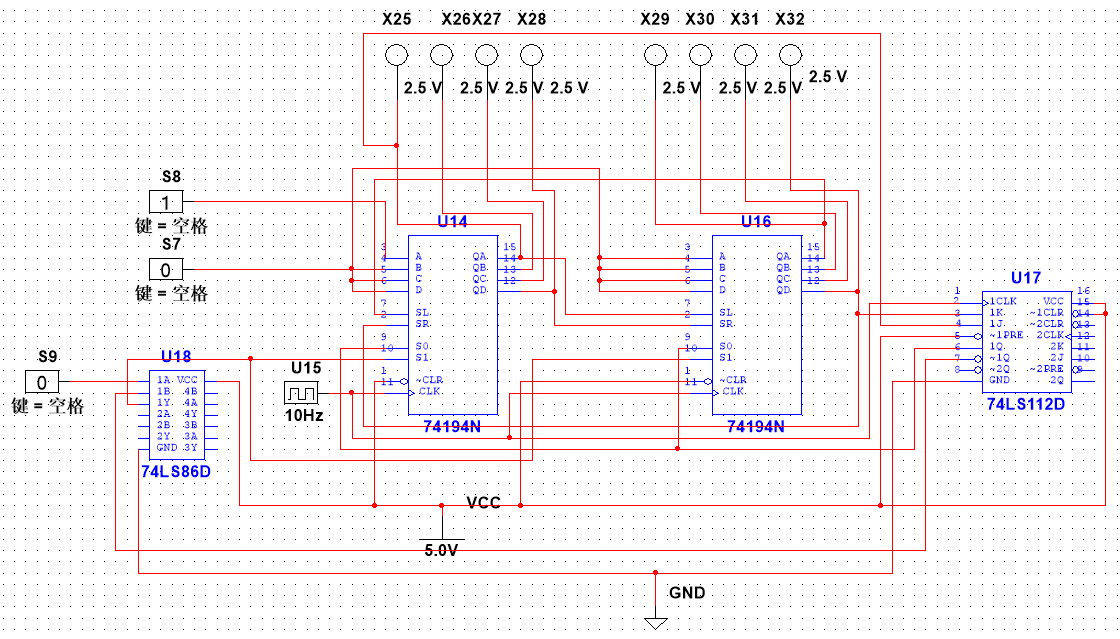 X25 X26 X27 X28 X29 X30 X31 X32
2.5 V 2.5 V 2.5 V 2.5 V 2.5 V 2.5 V 2.5 V 2.5 V
S8
1
键 = 空格
S7
0
键 = 空格
S9
0
键 = 空格
U18
1A VCC
1B 4B
1Y 4A
2A 4Y
2B 3B
2Y 3A
GND 3Y
74LS86D
U15
10Hz
U14
3
4 A QA 15
5 B QB 14
6 C QC 13
D QD 12
7 SL
2 SR
9 S0
10 S1
1 ~CLR
11 CLK
74194N
U16
3
4 A QA 15
5 B QB 14
6 C QC 13
D QD 12
7 SL
2 SR
9 S0
10 S1
1 ~CLR
11 CLK
74194N
U17
1 16
2 1CLK VCC 15
3 1K ~1CLR 14
4 1J ~2CLR 13
5 ~1PRE 2CLK 12
6 1Q 2K 11
7 ~1Q 2J 10
8 ~2Q ~2PRE 9
GND 2Q
74LS112D
VCC
5.0V
GND